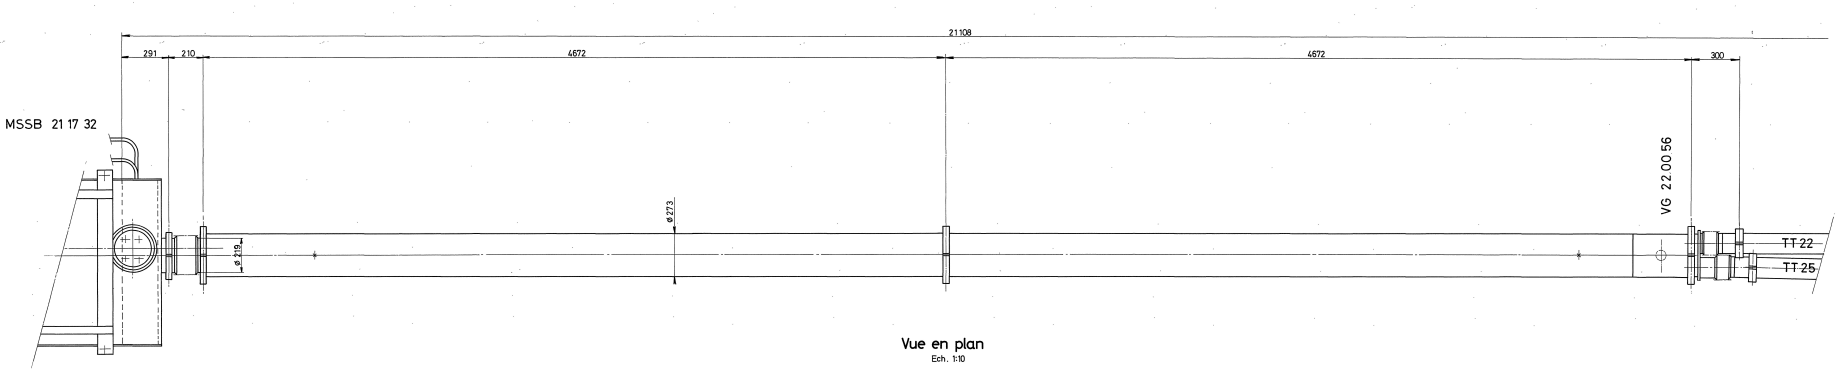 21108
291 210 4672 4672 300
MSSB 21 17 32
VG 22.00.56
ø 273
ø 219
TT 22
TT 25
Vue en plan
Ech. 1:10